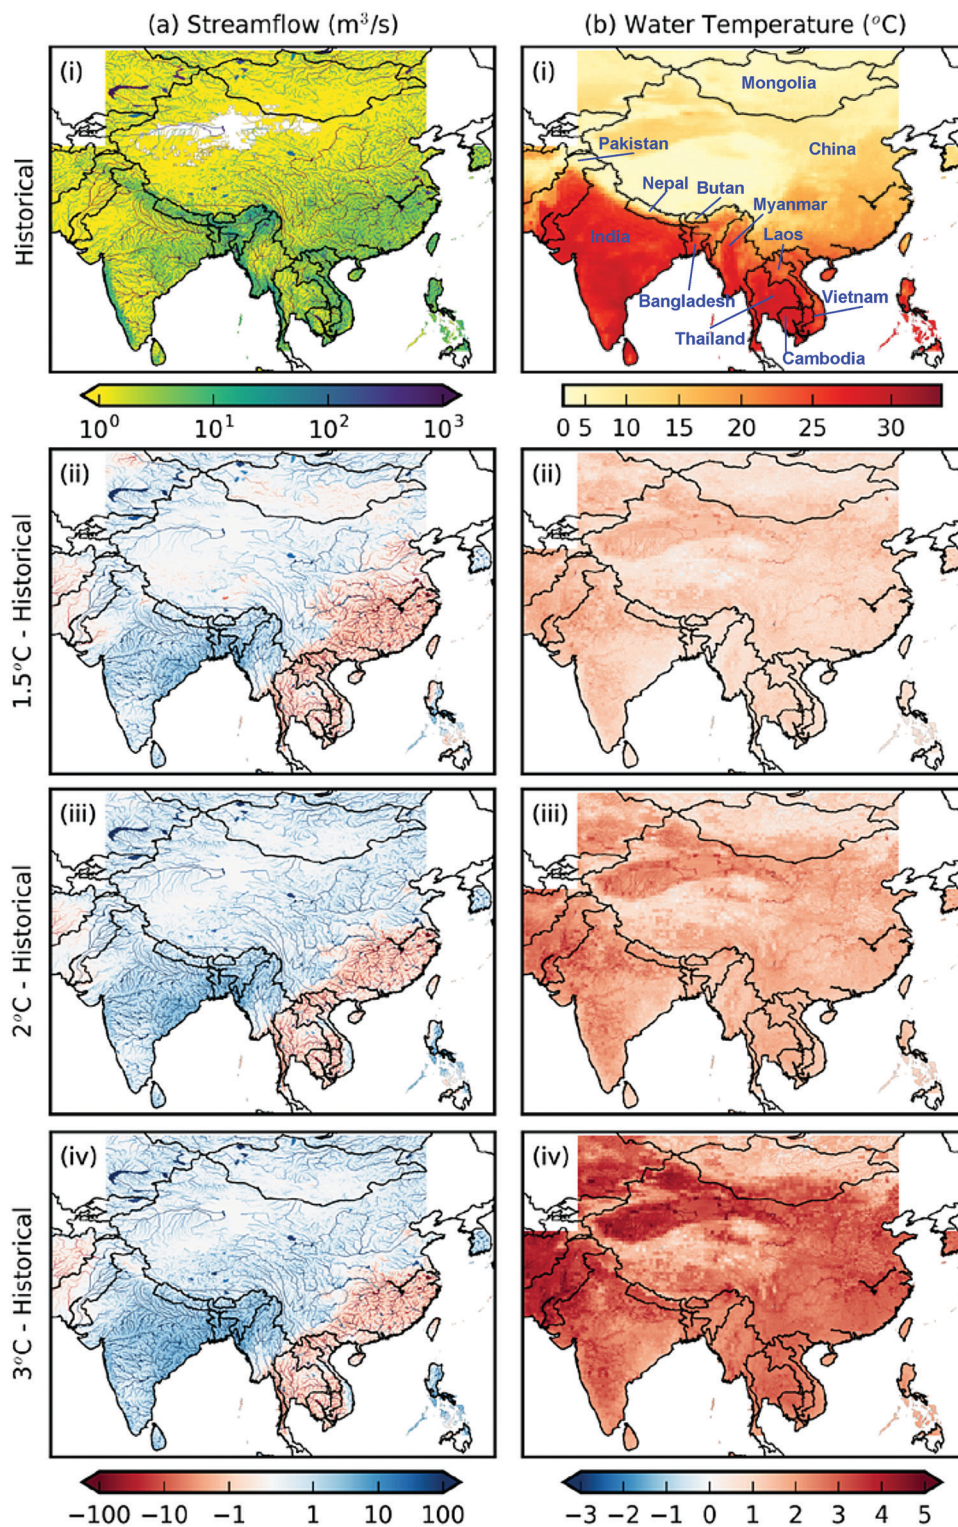 (a) Streamflow (m³/s)
(b) Water Temperature (°C)
Historical
(i)
(i)
Mongolia
China
Pakistan
Nepal
Butan
Myanmar
India
Laos
Bangladesh
Vietnam
Thailand
Cambodia
10⁰ 10¹ 10² 10³
0 5 10 15 20 25 30
1.5°C - Historical
(ii)
(ii)
2°C - Historical
(iii)
(iii)
3°C - Historical
(iv)
(iv)
−100 −10 −1 1 10 100
−3 −2 −1 0 1 2 3 4 5